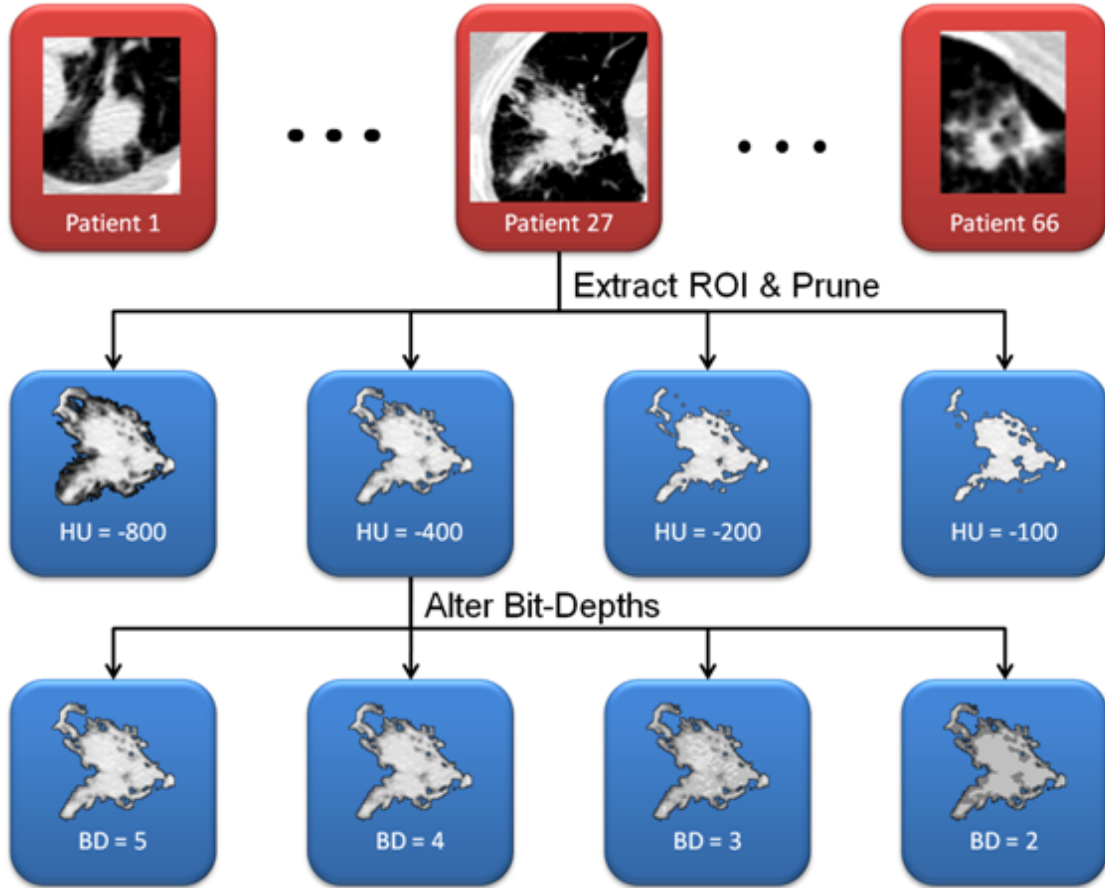 Patient 1
Patient 27
Patient 66
Extract ROI & Prune
HU = -800
HU = -400
HU = -200
HU = -100
Alter Bit-Depths
BD = 5
BD = 4
BD = 3
BD = 2